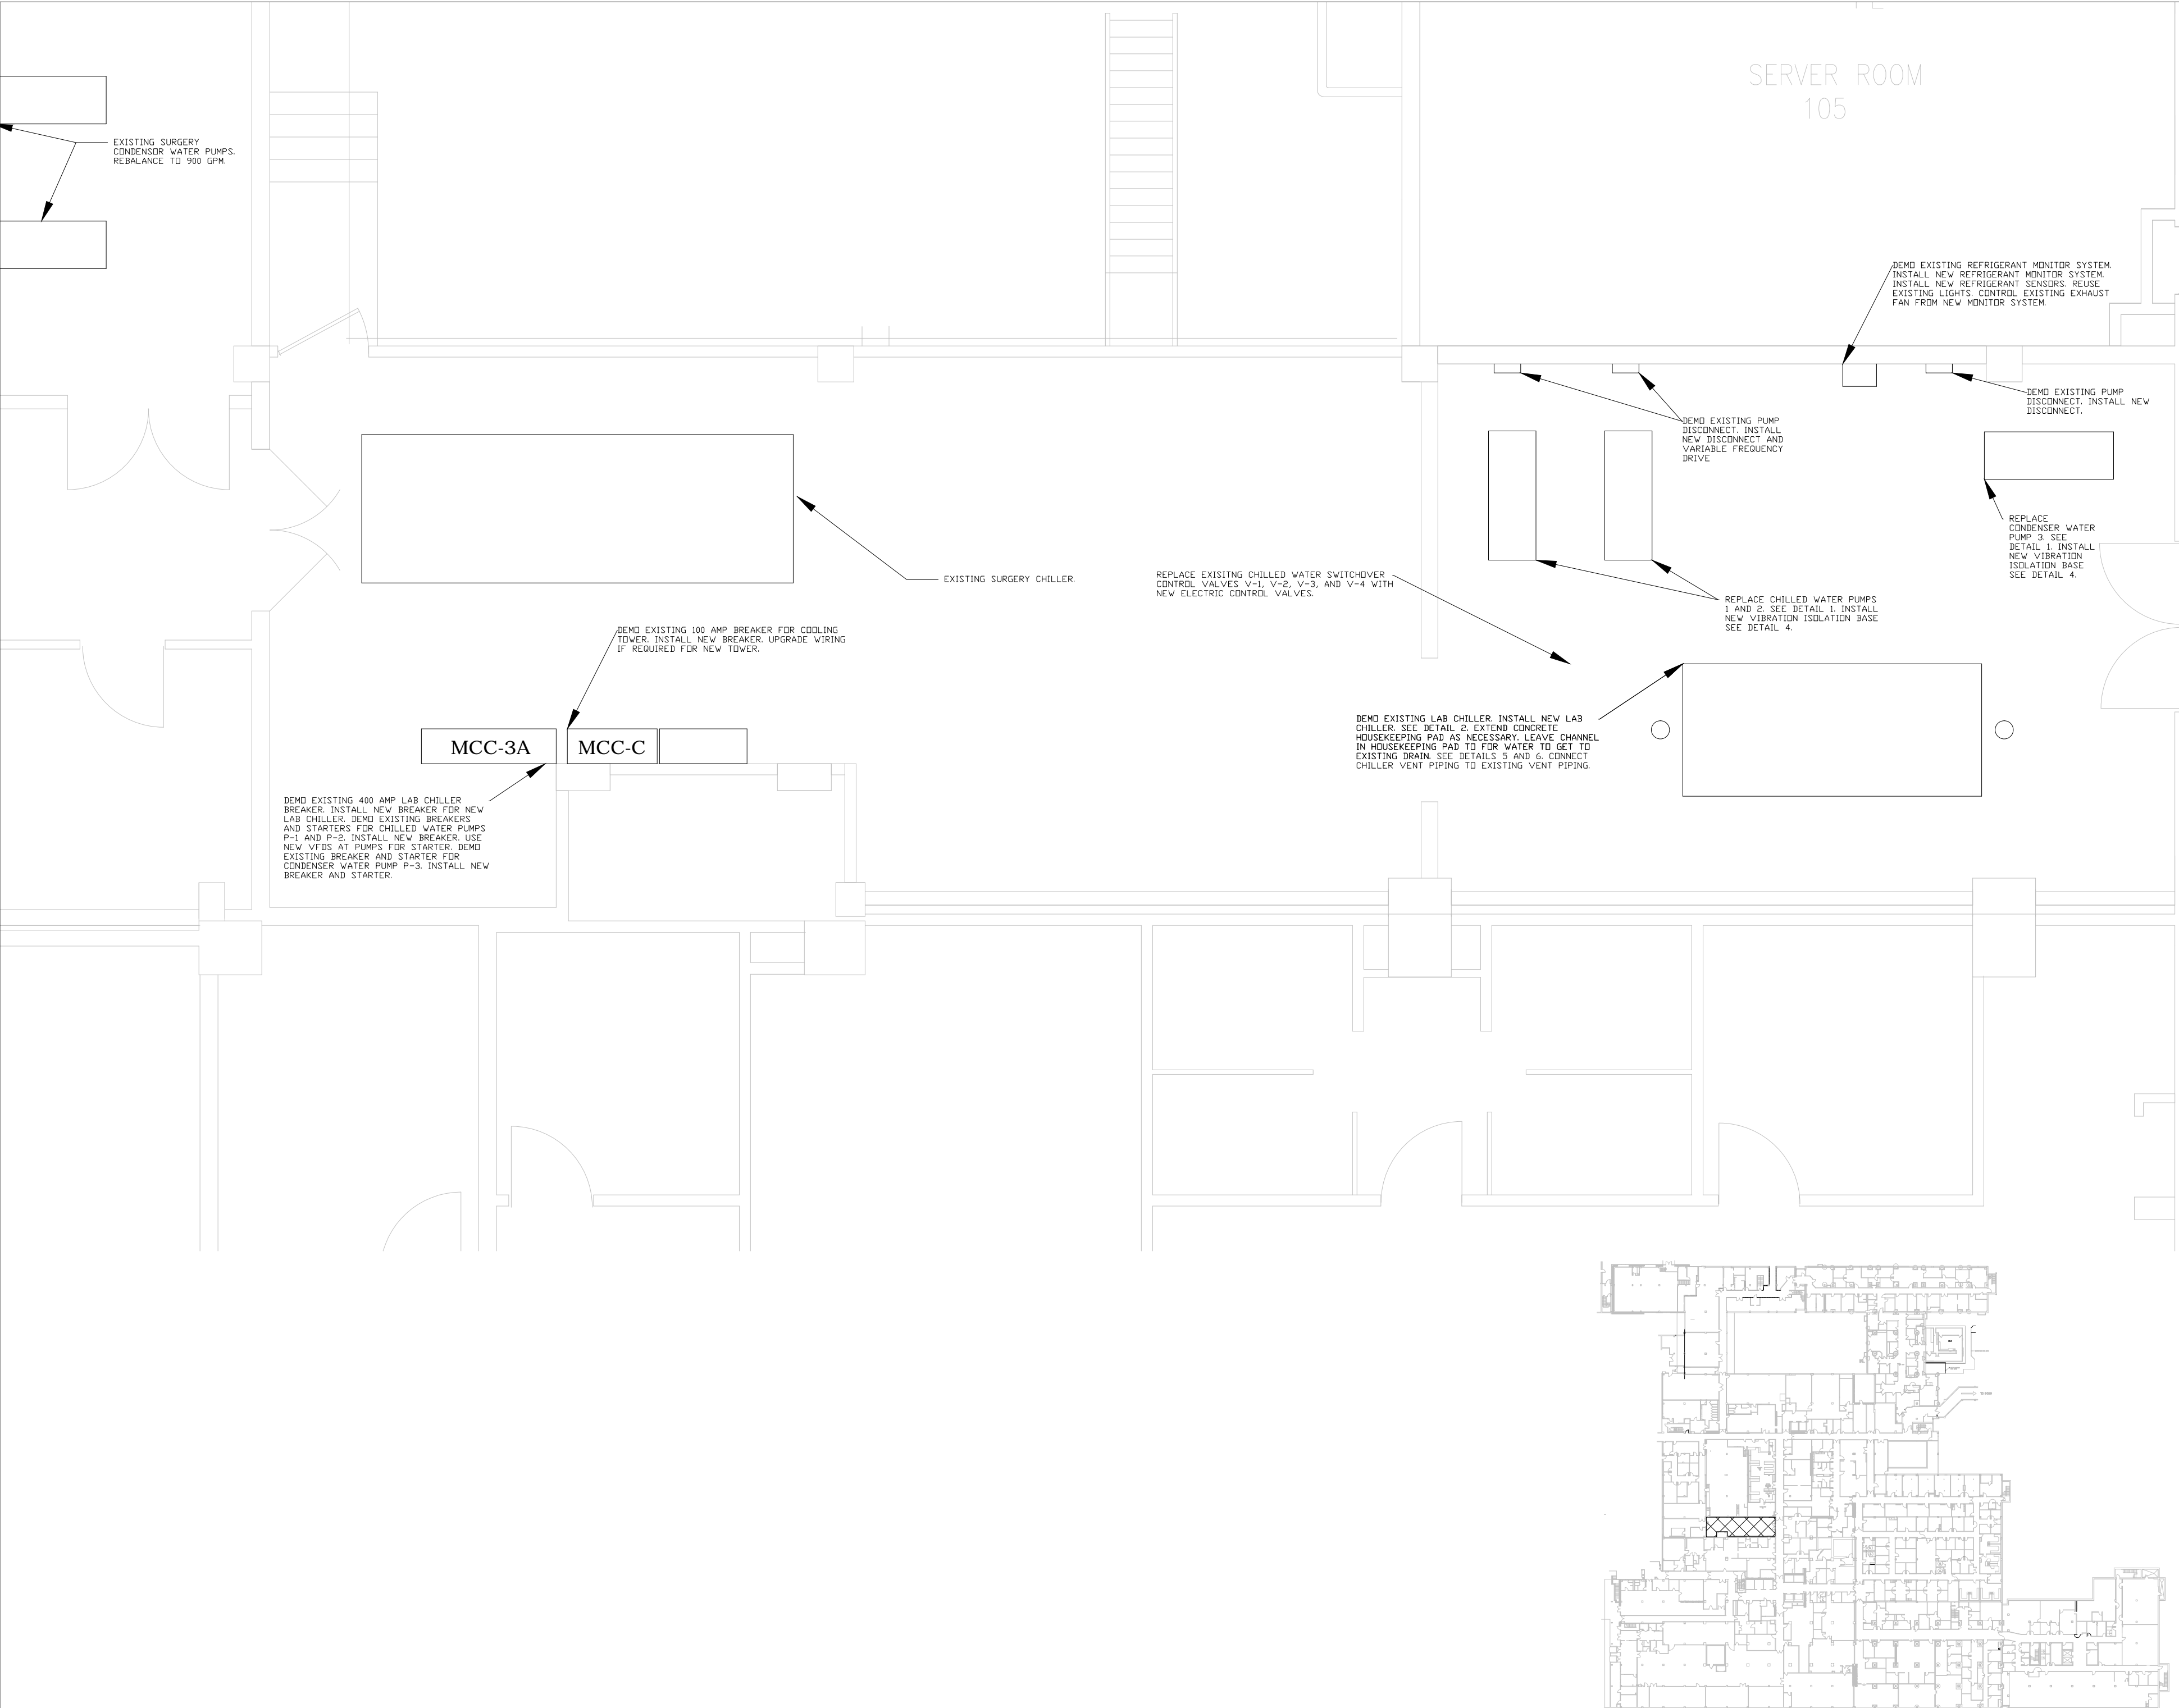 SERVER ROOM
105
EXISTING SURGERY
CONDENSOR WATER PUMPS.
REBALANCE TO 900 GPM.
DEMO EXISTING REFRIGERANT MONITOR SYSTEM.
INSTALL NEW REFRIGERANT MONITOR SYSTEM.
INSTALL NEW REFRIGERANT SENSORS. REUSE
EXISTING LIGHTS. CONTROL EXISTING EXHAUST
FAN FROM NEW MONITOR SYSTEM.
DEMO EXISTING PUMP
DISCONNECT. INSTALL NEW
DISCONNECT.
DEMO EXISTING PUMP
DISCONNECT. INSTALL
NEW DISCONNECT AND
VARIABLE FREQUENCY
DRIVE
REPLACE
CONDENSER WATER
PUMP 3. SEE
DETAIL 1. INSTALL
NEW VIBRATION
ISOLATION BASE
SEE DETAIL 4.
EXISTING SURGERY CHILLER.
REPLACE EXISITNG CHILLED WATER SWITCHOVER
CONTROL VALVES V-1, V-2, V-3, AND V-4 WITH
NEW ELECTRIC CONTROL VALVES.
REPLACE CHILLED WATER PUMPS
1 AND 2. SEE DETAIL 1. INSTALL
NEW VIBRATION ISOLATION BASE
SEE DETAIL 4.
DEMO EXISTING 100 AMP BREAKER FOR COOLING
TOWER. INSTALL NEW BREAKER. UPGRADE WIRING
IF REQUIRED FOR NEW TOWER.
MCC-3A
MCC-C
DEMO EXISTING LAB CHILLER. INSTALL NEW LAB
CHILLER. SEE DETAIL 2. EXTEND CONCRETE
HOUSEKEEPING PAD AS NECESSARY. LEAVE CHANNEL
IN HOUSEKEEPING PAD TO FOR WATER TO GET TO
EXISTING DRAIN. SEE DETAILS 5 AND 6. CONNECT
CHILLER VENT PIPING TO EXISTING VENT PIPING.
DEMO EXISTING 400 AMP LAB CHILLER
BREAKER. INSTALL NEW BREAKER FOR NEW
LAB CHILLER. DEMO EXISTING BREAKERS
AND STARTERS FOR CHILLED WATER PUMPS
P-1 AND P-2. INSTALL NEW BREAKER. USE
NEW VFDS AT PUMPS FOR STARTER. DEMO
EXISTING BREAKER AND STARTER FOR
CONDENSER WATER PUMP P-3. INSTALL NEW
BREAKER AND STARTER.